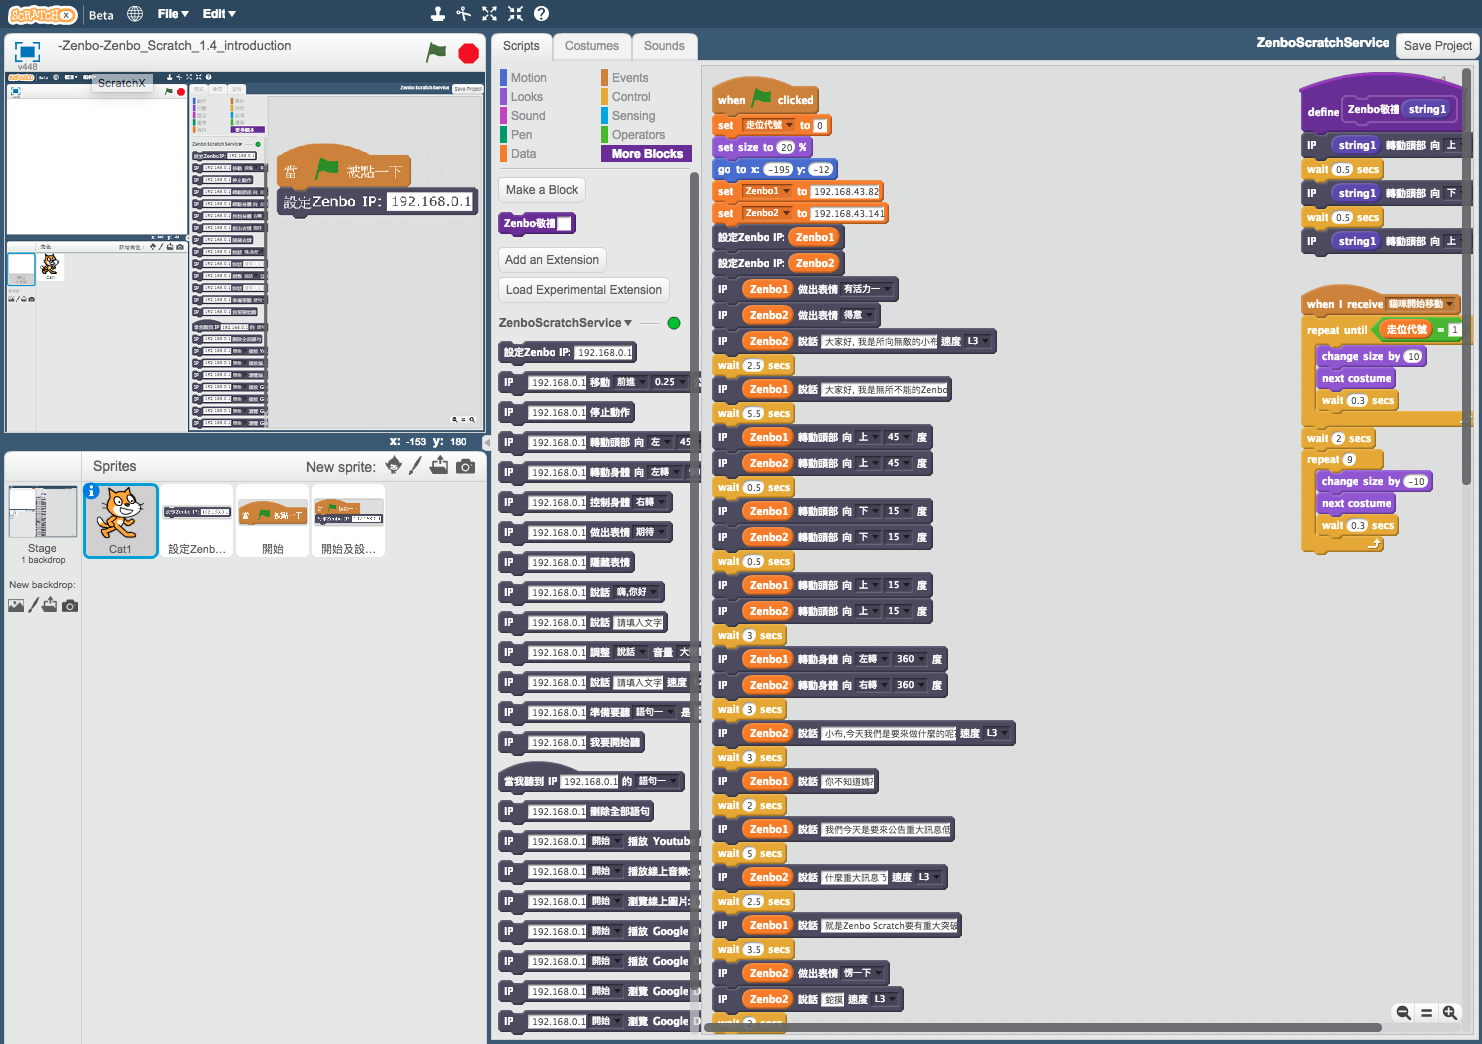 SCRATCHX Beta File Edit
-Zenbo-Zenbo_Scratch_1.4_introduction
v448
ScratchX
ZenboScratchService
當 被點一下
設定Zenbo IP: 192.168.0.1
Cat1
x: -153 y: 180
Sprites New sprite:
Stage
1 backdrop
New backdrop:
Cat1
設定Zenb...
開始
開始及設...
Scripts Costumes Sounds
ZenboScratchService Save Project
Motion Events
Looks Control
Sound Sensing
Pen Operators
Data More Blocks
Make a Block
Zenbo敬禮
Add an Extension
Load Experimental Extension
ZenboScratchService
設定Zenbo IP: 192.168.0.1
IP 192.168.0.1 移動 前進 0.25
IP 192.168.0.1 停止動作
IP 192.168.0.1 轉動頭部 向 左 45
IP 192.168.0.1 轉動身體 向 左轉
IP 192.168.0.1 控制身體 右轉
IP 192.168.0.1 做出表情 期待
IP 192.168.0.1 隱藏表情
IP 192.168.0.1 說話 嗨,你好
IP 192.168.0.1 說話 請填入文字
IP 192.168.0.1 調整 說話 音量 大
IP 192.168.0.1 說話 請填入文字 速度
IP 192.168.0.1 準備要聽 語句一 是
IP 192.168.0.1 我要開始聽
當我聽到 IP 192.168.0.1 的 語句一
IP 192.168.0.1 刪除全部語句
IP 192.168.0.1 開始 播放 Youtub
IP 192.168.0.1 開始 播放線上音樂:
IP 192.168.0.1 開始 瀏覽線上圖片:
IP 192.168.0.1 開始 播放 Google
IP 192.168.0.1 開始 播放 Google
IP 192.168.0.1 開始 瀏覽 Google D
IP 192.168.0.1 開始 瀏覽 Google D
when clicked
set 走位代號 to 0
set size to 20 %
go to x: -195 y: -12
set Zenbo1 to 192.168.43.82
set Zenbo2 to 192.168.43.141
設定Zenbo IP: Zenbo1
設定Zenbo IP: Zenbo2
IP Zenbo1 做出表情 有活力一
IP Zenbo2 做出表情 得意
IP Zenbo2 說話 大家好, 我是所向無敵的小布 速度 L3
wait 2.5 secs
IP Zenbo1 說話 大家好, 我是無所不能的Zenbo
wait 5.5 secs
IP Zenbo1 轉動頭部 向 上 45 度
IP Zenbo2 轉動頭部 向 上 45 度
wait 0.5 secs
IP Zenbo1 轉動頭部 向 下 15 度
IP Zenbo2 轉動頭部 向 下 15 度
wait 0.5 secs
IP Zenbo1 轉動頭部 向 上 15 度
IP Zenbo2 轉動頭部 向 上 15 度
wait 3 secs
IP Zenbo1 轉動身體 向 左轉 360 度
IP Zenbo2 轉動身體 向 右轉 360 度
wait 3 secs
IP Zenbo2 說話 小布,今天我們是要來做什麼的呢? 速度 L3
wait 3 secs
IP Zenbo1 說話 你不知道嗎?
wait 2 secs
IP Zenbo1 說話 我們今天是要來公告重大訊息
wait 5 secs
IP Zenbo2 說話 什麼重大訊息 速度 L3
wait 2.5 secs
IP Zenbo1 說話 就是Zenbo Scratch要有重大突破
wait 3.5 secs
IP Zenbo2 做出表情 愣一下
IP Zenbo2 說話 蛇摸 速度 L3
define Zenbo敬禮 string1
IP string1 轉動頭部 向 上
wait 0.5 secs
IP string1 轉動頭部 向 下
wait 0.5 secs
IP string1 轉動頭部 向 上
when I receive 貓咪開始移動
repeat until 走位代號 = 1
change size by 10
next costume
wait 0.3 secs
wait 2 secs
repeat 9
change size by -10
next costume
wait 0.3 secs